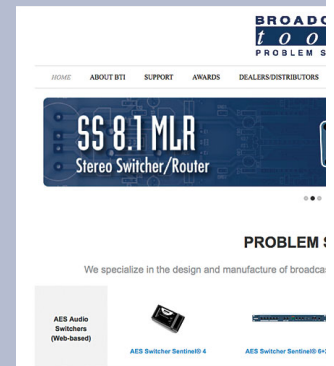 BROADC
t o o
PROBLEM S
HOME ABOUT BTI SUPPORT AWARDS DEALERS/DISTRIBUTORS
SS 8.1 MLR
Stereo Switcher/Router
PROBLEM S
We specialize in the design and manufacture of broadca
AES Audio
Switchers
(Web-based)
AES Switcher Sentinel® 4 AES Switcher Sentinel® 6+